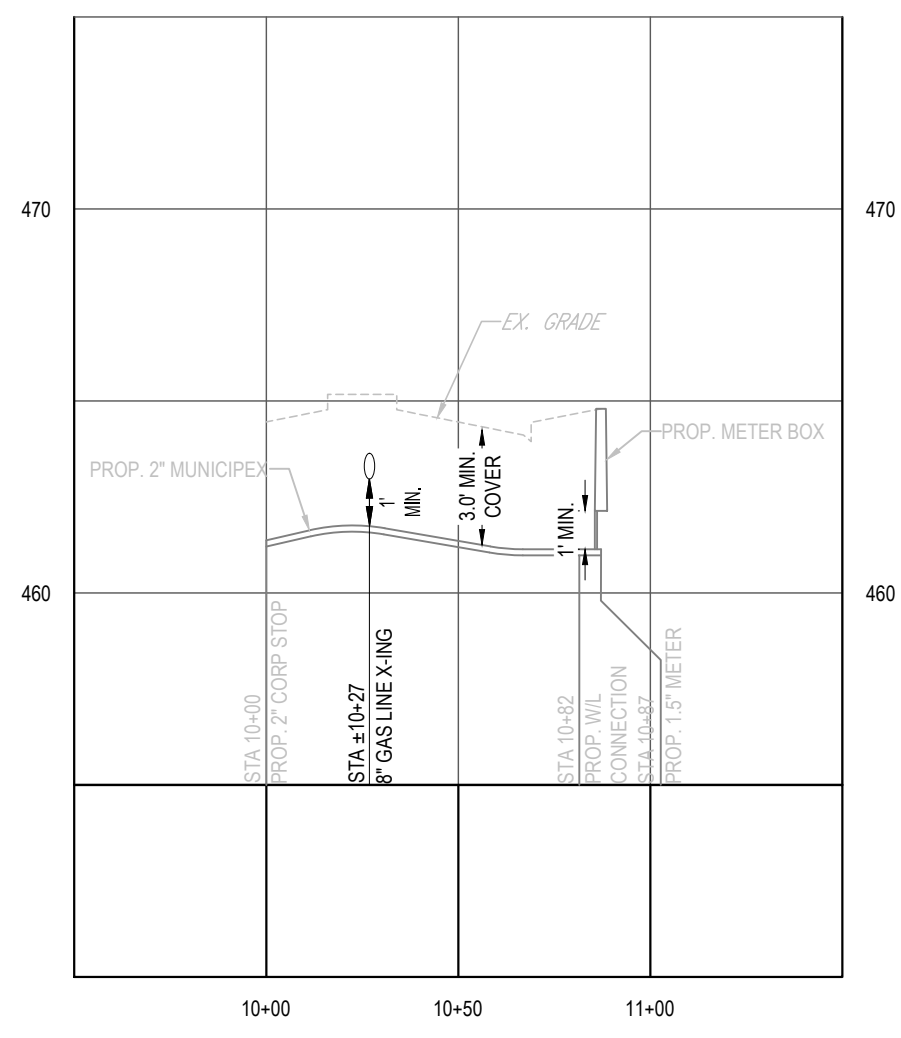 470
470
EX. GRADE
PROP. METER BOX
PROP. 2" MUNICIPEX
1'
MIN.
3.0' MIN.
COVER
1' MIN.
460
460
STA 10+00
PROP. 2" CORP STOP
STA ±10+27
8" GAS LINE X-ING
STA 10+82
PROP. W/L
CONNECTION
STA 10+87
PROP. 1.5" METER
10+00
10+50
11+00